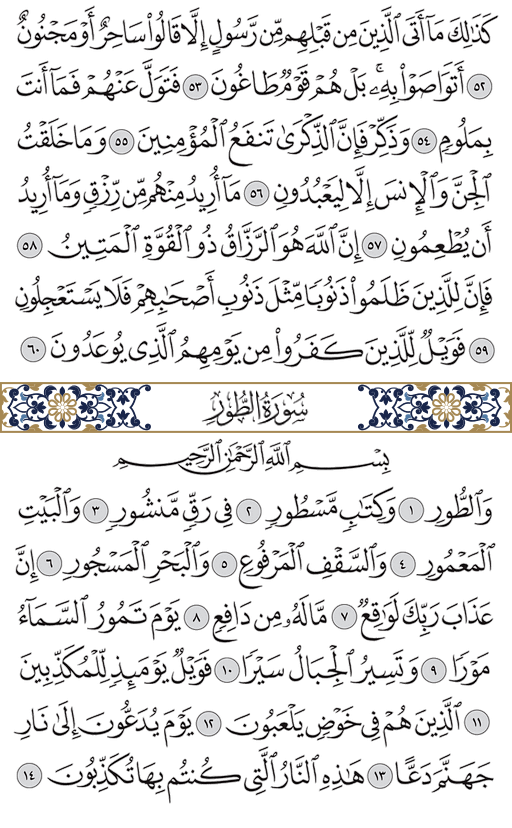 كَذَٰلِكَ مَآ أَتَى ٱلَّذِينَ مِن قَبْلِهِم مِّن رَّسُولٍ إِلَّا قَالُوا۟ سَاحِرٌ أَوْ مَجْنُونٌ
٥٢ أَتَوَاصَوْا۟ بِهِۦ ۚ بَلْ هُمْ قَوْمٌ طَاغُونَ ٥٣ فَتَوَلَّ عَنْهُمْ فَمَآ أَنتَ
بِمَلُومٍ ٥٤ وَذَكِّرْ فَإِنَّ ٱلذِّكْرَىٰ تَنفَعُ ٱلْمُؤْمِنِينَ ٥٥ وَمَا خَلَقْتُ
ٱلْجِنَّ وَٱلْإِنسَ إِلَّا لِيَعْبُدُونِ ٥٦ مَآ أُرِيدُ مِنْهُم مِّن رِّزْقٍ وَمَآ أُرِيدُ
أَن يُطْعِمُونِ ٥٧ إِنَّ ٱللَّهَ هُوَ ٱلرَّزَّاقُ ذُو ٱلْقُوَّةِ ٱلْمَتِينُ ٥٨
فَإِنَّ لِلَّذِينَ ظَلَمُوا۟ ذَنُوبًا مِّثْلَ ذَنُوبِ أَصْحَٰبِهِمْ فَلَا يَسْتَعْجِلُونِ
٥٩ فَوَيْلٌ لِّلَّذِينَ كَفَرُوا۟ مِن يَوْمِهِمُ ٱلَّذِى يُوعَدُونَ ٦٠
سُورَةُ الطُّورِ
بِسْمِ ٱللَّهِ ٱلرَّحْمَٰنِ ٱلرَّحِيمِ
وَٱلطُّورِ ١ وَكِتَٰبٍ مَّسْطُورٍ ٢ فِى رَقٍّ مَّنشُورٍ ٣ وَٱلْبَيْتِ
ٱلْمَعْمُورِ ٤ وَٱلسَّقْفِ ٱلْمَرْفُوعِ ٥ وَٱلْبَحْرِ ٱلْمَسْجُورِ ٦ إِنَّ
عَذَابَ رَبِّكَ لَوَٰقِعٌ ٧ مَّا لَهُۥ مِن دَافِعٍ ٨ يَوْمَ تَمُورُ ٱلسَّمَآءُ
مَوْرًا ٩ وَتَسِيرُ ٱلْجِبَالُ سَيْرًا ١٠ فَوَيْلٌ يَوْمَئِذٍ لِّلْمُكَذِّبِينَ
١١ ٱلَّذِينَ هُمْ فِى خَوْضٍ يَلْعَبُونَ ١٢ يَوْمَ يُدَعُّونَ إِلَىٰ نَارِ
جَهَنَّمَ دَعًّا ١٣ هَٰذِهِ ٱلنَّارُ ٱلَّتِى كُنتُم بِهَا تُكَذِّبُونَ ١٤